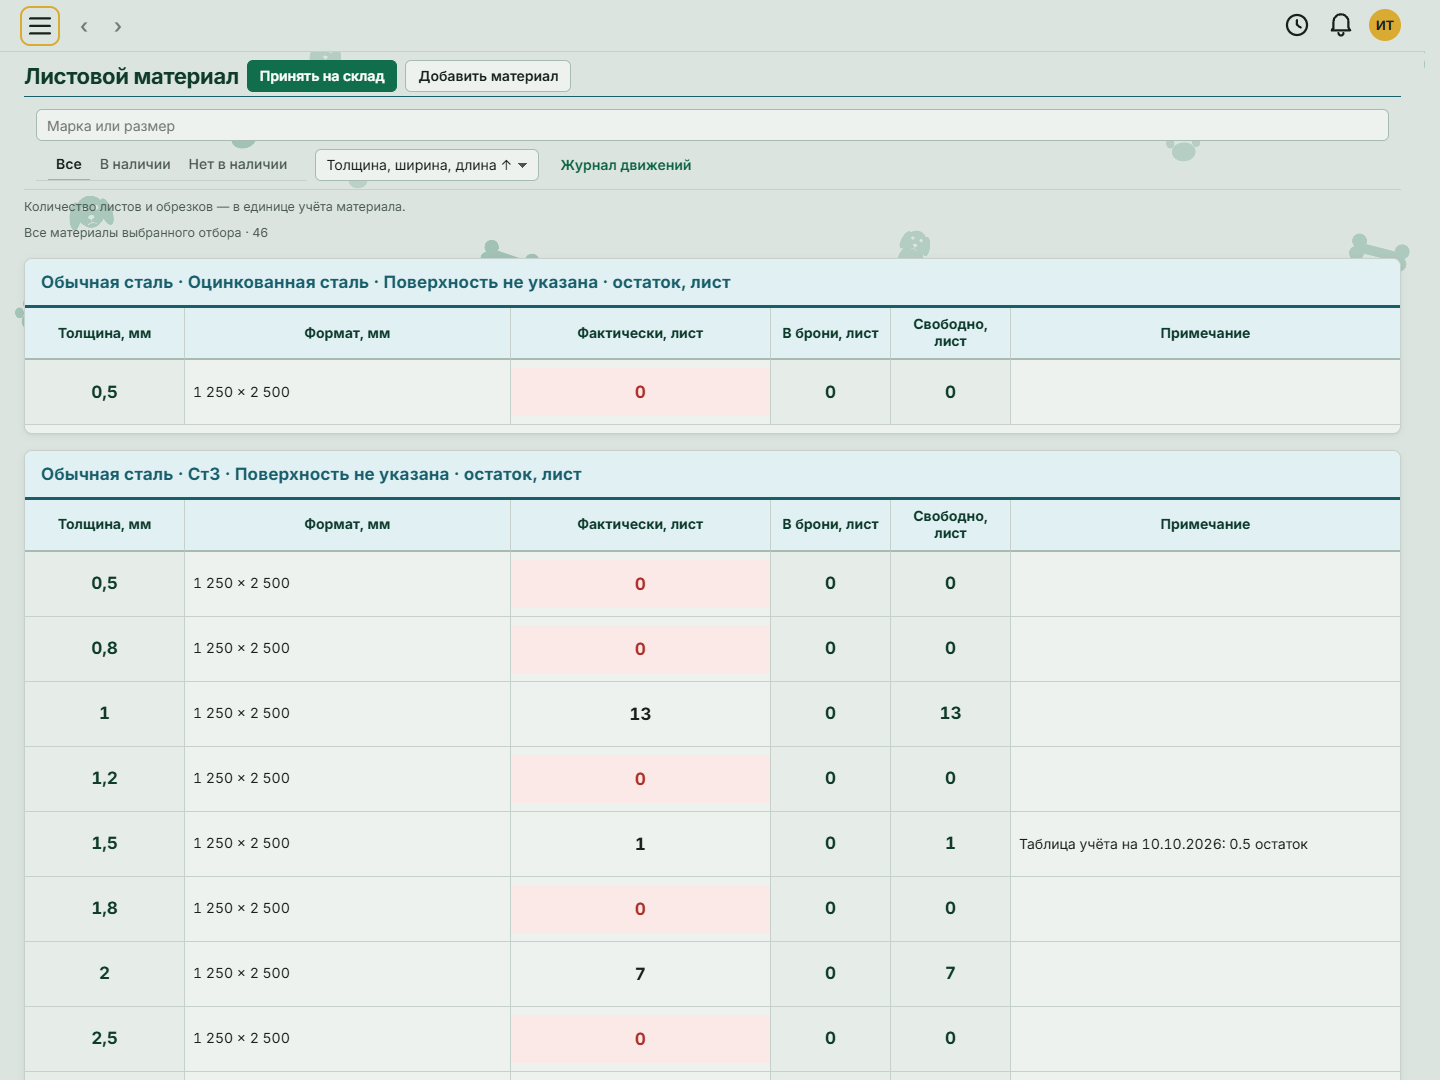 ИТ
Листовой материал
Принять на склад
Добавить материал
Марка или размер
Все
В наличии
Нет в наличии
Толщина, ширина, длина ↑
Журнал движений
Количество листов и обрезков — в единице учёта материала.
Все материалы выбранного отбора · 46
Обычная сталь · Оцинкованная сталь · Поверхность не указана · остаток, лист
Толщина, мм
Формат, мм
Фактически, лист
В брони, лист
Свободно,
лист
Примечание
0,5
1 250 × 2 500
0
0
0
Обычная сталь · Ст3 · Поверхность не указана · остаток, лист
Толщина, мм
Формат, мм
Фактически, лист
В брони, лист
Свободно,
лист
Примечание
0,5
1 250 × 2 500
0
0
0
0,8
1 250 × 2 500
0
0
0
1
1 250 × 2 500
13
0
13
1,2
1 250 × 2 500
0
0
0
1,5
1 250 × 2 500
1
0
1
Таблица учёта на 10.10.2026: 0.5 остаток
1,8
1 250 × 2 500
0
0
0
2
1 250 × 2 500
7
0
7
2,5
1 250 × 2 500
0
0
0